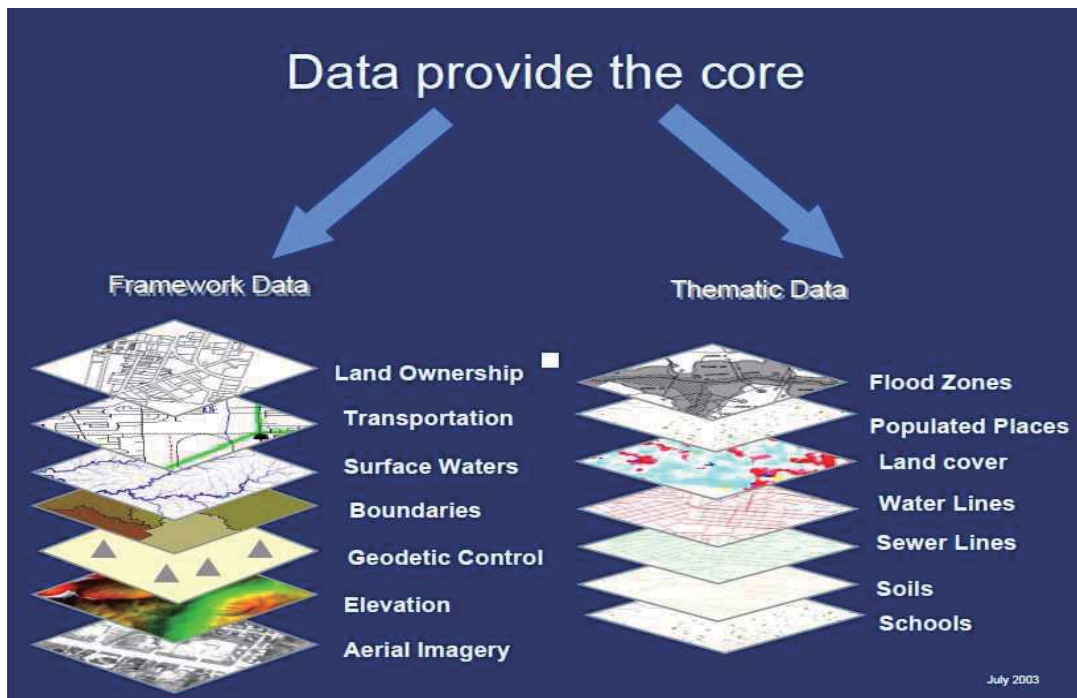 Data provide the core
Framework Data
Land Ownership
Transportation
Surface Waters
Boundaries
Geodetic Control
Elevation
Aerial Imagery
Thematic Data
Flood Zones
Populated Places
Land cover
Water Lines
Sewer Lines
Soils
Schools
July 2003